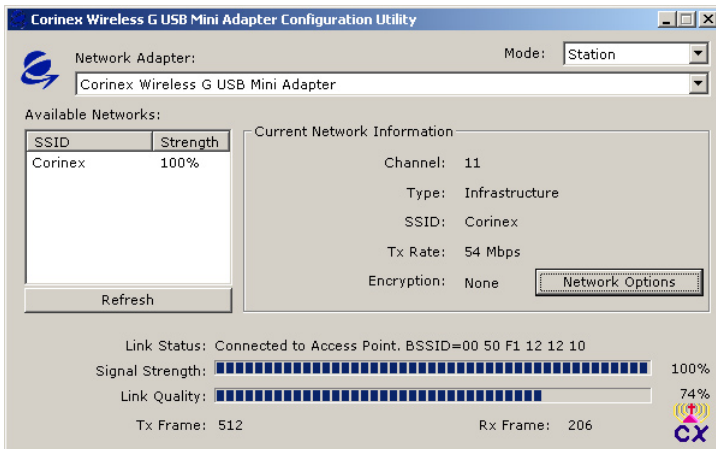 Corinex Wireless G USB Mini Adapter Configuration Utility
Network Adapter:
Mode: Station
Corinex Wireless G USB Mini Adapter
Available Networks:
SSID Strength
Corinex 100%
Refresh
Current Network Information
Channel: 11
Type: Infrastructure
SSID: Corinex
Tx Rate: 54 Mbps
Encryption: None
Network Options
Link Status: Connected to Access Point. BSSID=00 50 F1 12 12 10
Signal Strength: 100%
Link Quality: 74%
Tx Frame: 512
Rx Frame: 206
CX